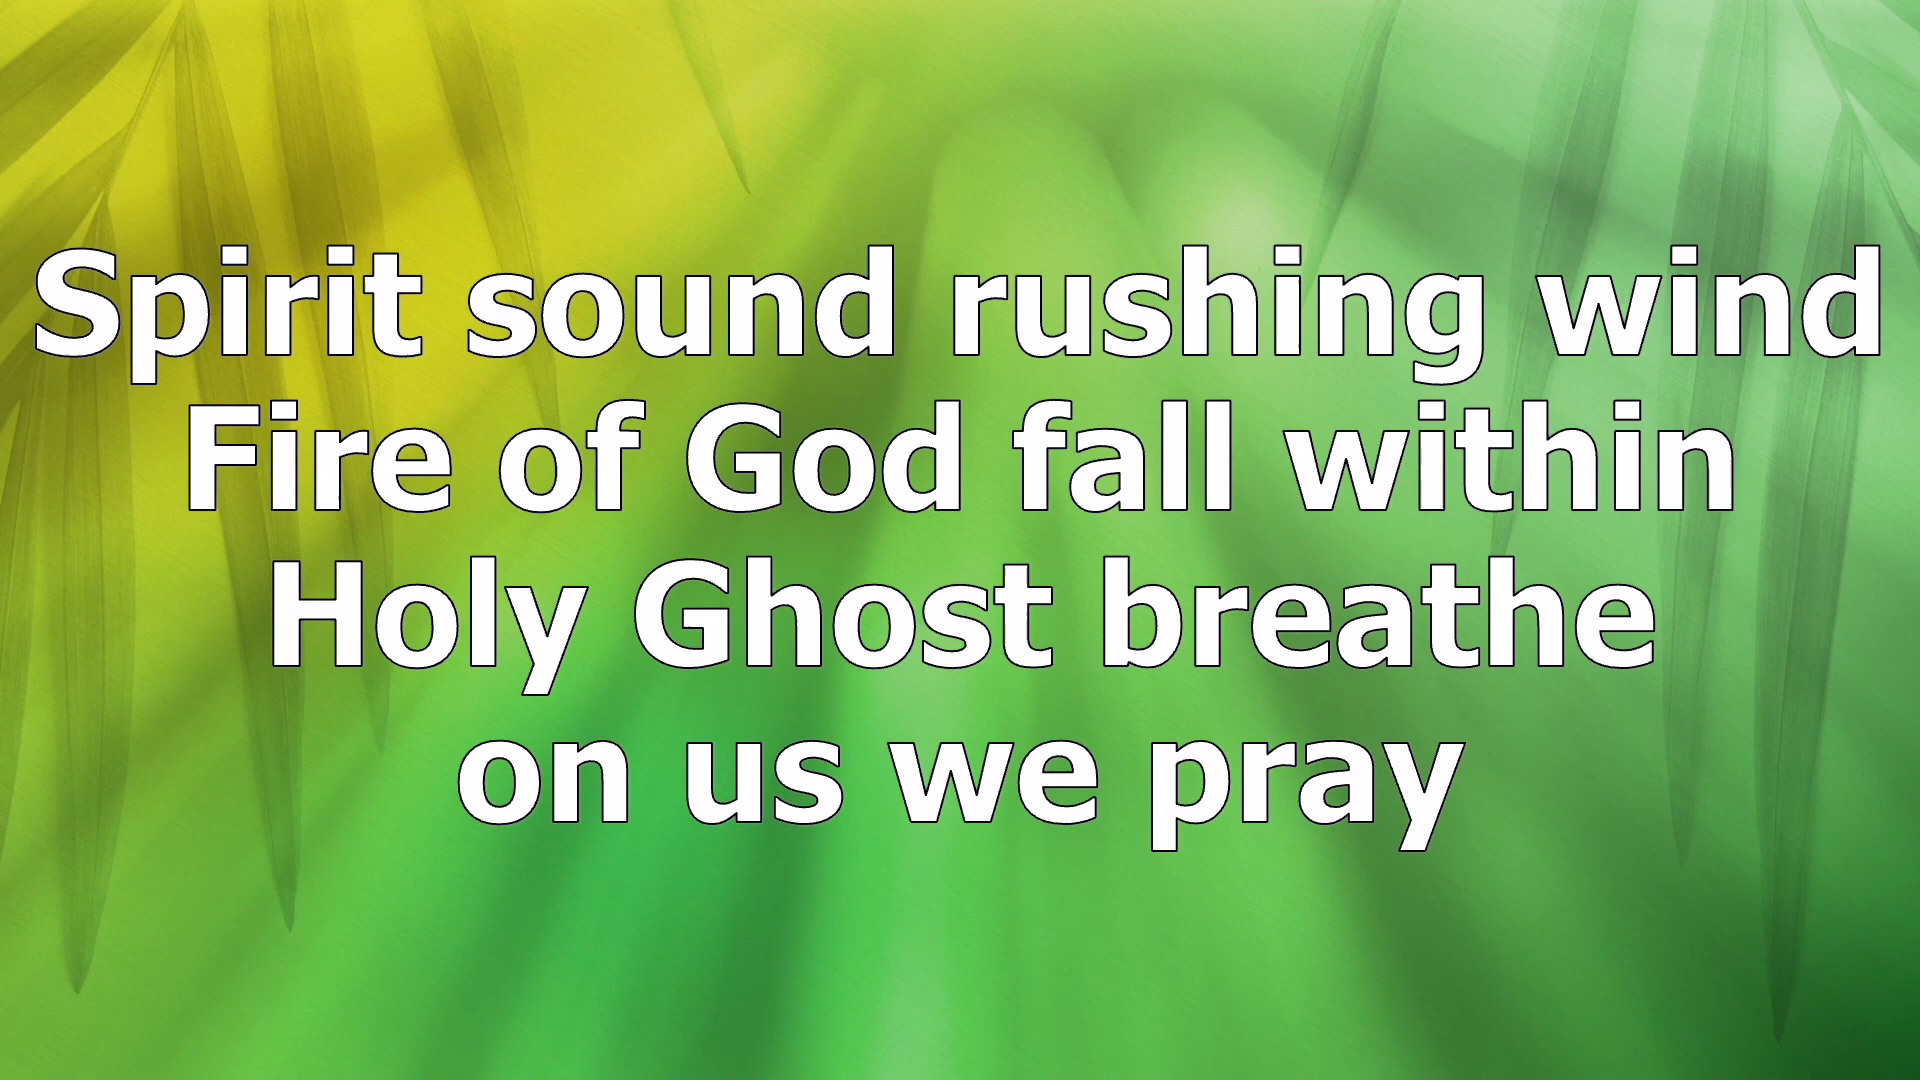 Spirit sound rushing wind
Fire of God fall within
Holy Ghost breathe
on us we pray